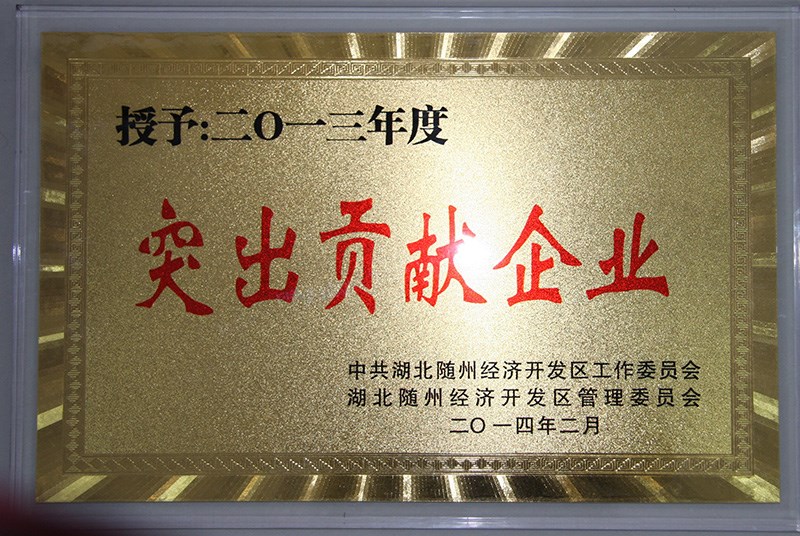 授予:二〇一三年度
突出贡献企业
中共湖北随州经济开发区工作委员会
湖北随州经济开发区管理委员会
二〇一四年二月